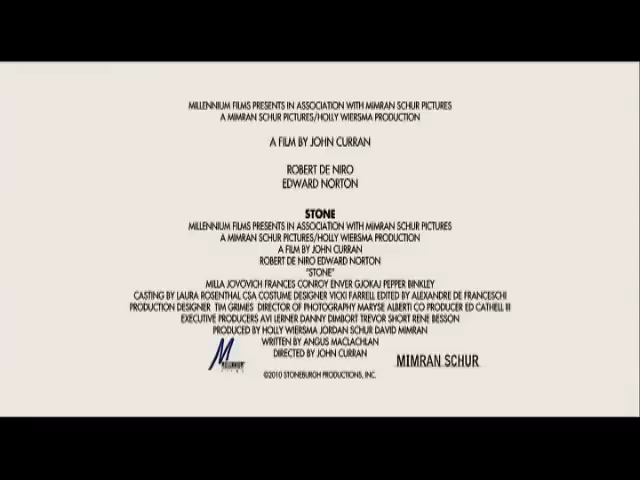 MILLENNIUM FILMS PRESENTS IN ASSOCIATION WITH MIMRAN SCHUR PICTURES
A MIMRAN SCHUR PICTURES/HOLLY WIERSMA PRODUCTION
A FILM BY JOHN CURRAN
ROBERT DE NIRO
EDWARD NORTON
STONE
MILLENNIUM FILMS PRESENTS IN ASSOCIATION WITH MIMRAN SCHUR PICTURES
A MIMRAN SCHUR PICTURES/HOLLY WIERSMA PRODUCTION
A FILM BY JOHN CURRAN
ROBERT DE NIRO EDWARD NORTON
"STONE"
MILLA JOVOVICH FRANCES CONROY ENVER GJOKAJ PEPPER BINKLEY
CASTING BY LAURA ROSENTHAL CSA COSTUME DESIGNER VICKI FARRELL EDITED BY ALEXANDRE DE FRANCESCHI
PRODUCTION DESIGNER TIM GRIMES DIRECTOR OF PHOTOGRAPHY MARYSE ALBERTI CO PRODUCER ED CATHELL III
EXECUTIVE PRODUCERS AVI LERNER DANNY DIMBORT TREVOR SHORT RENE BESSON
PRODUCED BY HOLLY WIERSMA JORDAN SCHUR DAVID MIMRAN
WRITTEN BY ANGUS MACLACHLAN
DIRECTED BY JOHN CURRAN
M MILLENNIUM FILMS
MIMRAN SCHUR
©2010 STONEBURGH PRODUCTIONS, INC.